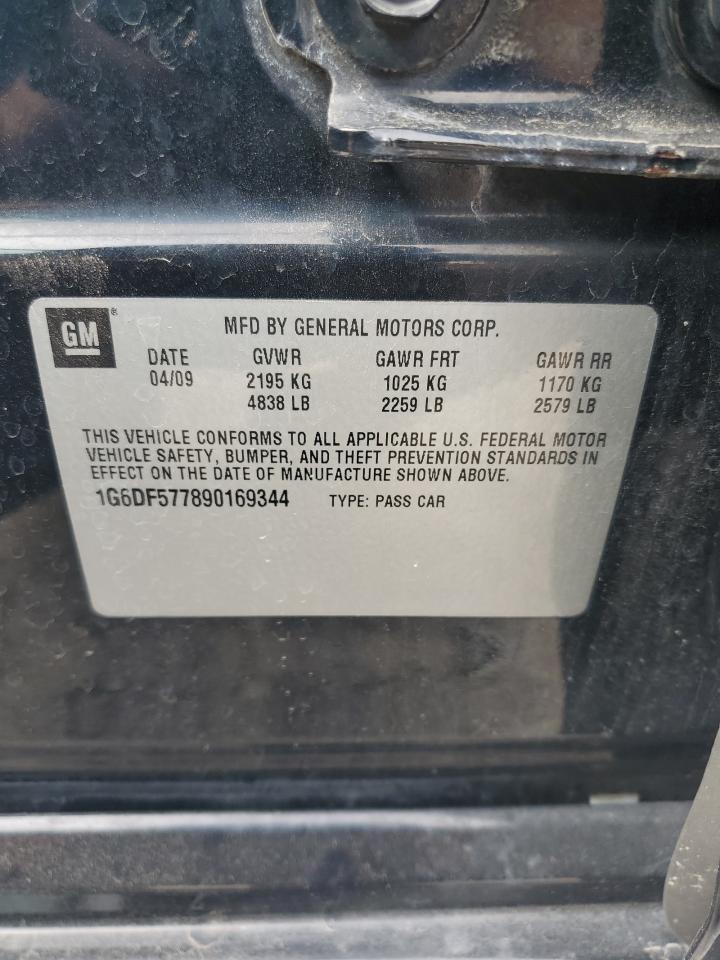 GM®
MFD BY GENERAL MOTORS CORP.
DATE GVWR GAWR FRT GAWR RR
04/09 2195 KG 1025 KG 1170 KG
4838 LB 2259 LB 2579 LB
THIS VEHICLE CONFORMS TO ALL APPLICABLE U.S. FEDERAL MOTOR
VEHICLE SAFETY, BUMPER, AND THEFT PREVENTION STANDARDS IN
EFFECT ON THE DATE OF MANUFACTURE SHOWN ABOVE.
1G6DF577890169344 TYPE: PASS CAR